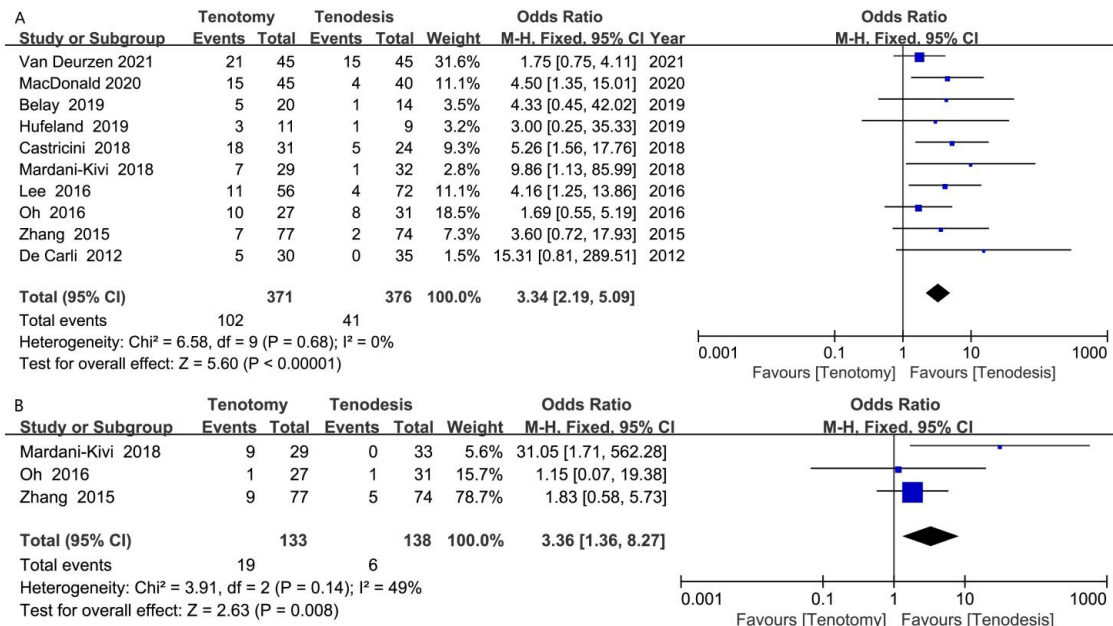 A Tenotomy Tenodesis Odds Ratio Odds Ratio
Study or Subgroup Events Total Events Total Weight M-H, Fixed, 95% CI Year M-H, Fixed, 95% CI
Van Deurzen 2021 21 45 15 45 31.6% 1.75 [0.75, 4.11] 2021
MacDonald 2020 15 45 4 40 11.1% 4.50 [1.35, 15.01] 2020
Belay 2019 5 20 1 14 3.5% 4.33 [0.45, 42.02] 2019
Hufeland 2019 3 11 1 9 3.2% 3.00 [0.25, 35.33] 2019
Castricini 2018 18 31 5 24 9.3% 5.26 [1.56, 17.76] 2018
Mardani-Kivi 2018 7 29 1 32 2.8% 9.86 [1.13, 85.99] 2018
Lee 2016 11 56 4 72 11.1% 4.16 [1.25, 13.86] 2016
Oh 2016 10 27 8 31 18.5% 1.69 [0.55, 5.19] 2016
Zhang 2015 7 77 2 74 7.3% 3.60 [0.72, 17.93] 2015
De Carli 2012 5 30 0 35 1.5% 15.31 [0.81, 289.51] 2012
Total (95% CI) 371 376 100.0% 3.34 [2.19, 5.09]
Total events 102 41
Heterogeneity: Chi² = 6.58, df = 9 (P = 0.68); I² = 0%
Test for overall effect: Z = 5.60 (P < 0.00001)
0.001 0.1 1 10 1000
Favours [Tenotomy] Favours [Tenodesis]
B Tenotomy Tenodesis Odds Ratio Odds Ratio
Study or Subgroup Events Total Events Total Weight M-H, Fixed, 95% CI M-H, Fixed, 95% CI
Mardani-Kivi 2018 9 29 0 33 5.6% 31.05 [1.71, 562.28]
Oh 2016 1 27 1 31 15.7% 1.15 [0.07, 19.38]
Zhang 2015 9 77 5 74 78.7% 1.83 [0.58, 5.73]
Total (95% CI) 133 138 100.0% 3.36 [1.36, 8.27]
Total events 19 6
Heterogeneity: Chi² = 3.91, df = 2 (P = 0.14); I² = 49%
Test for overall effect: Z = 2.63 (P = 0.008)
0.001 0.1 1 10 1000
Favours [Tenotomy] Favours [Tenodesis]